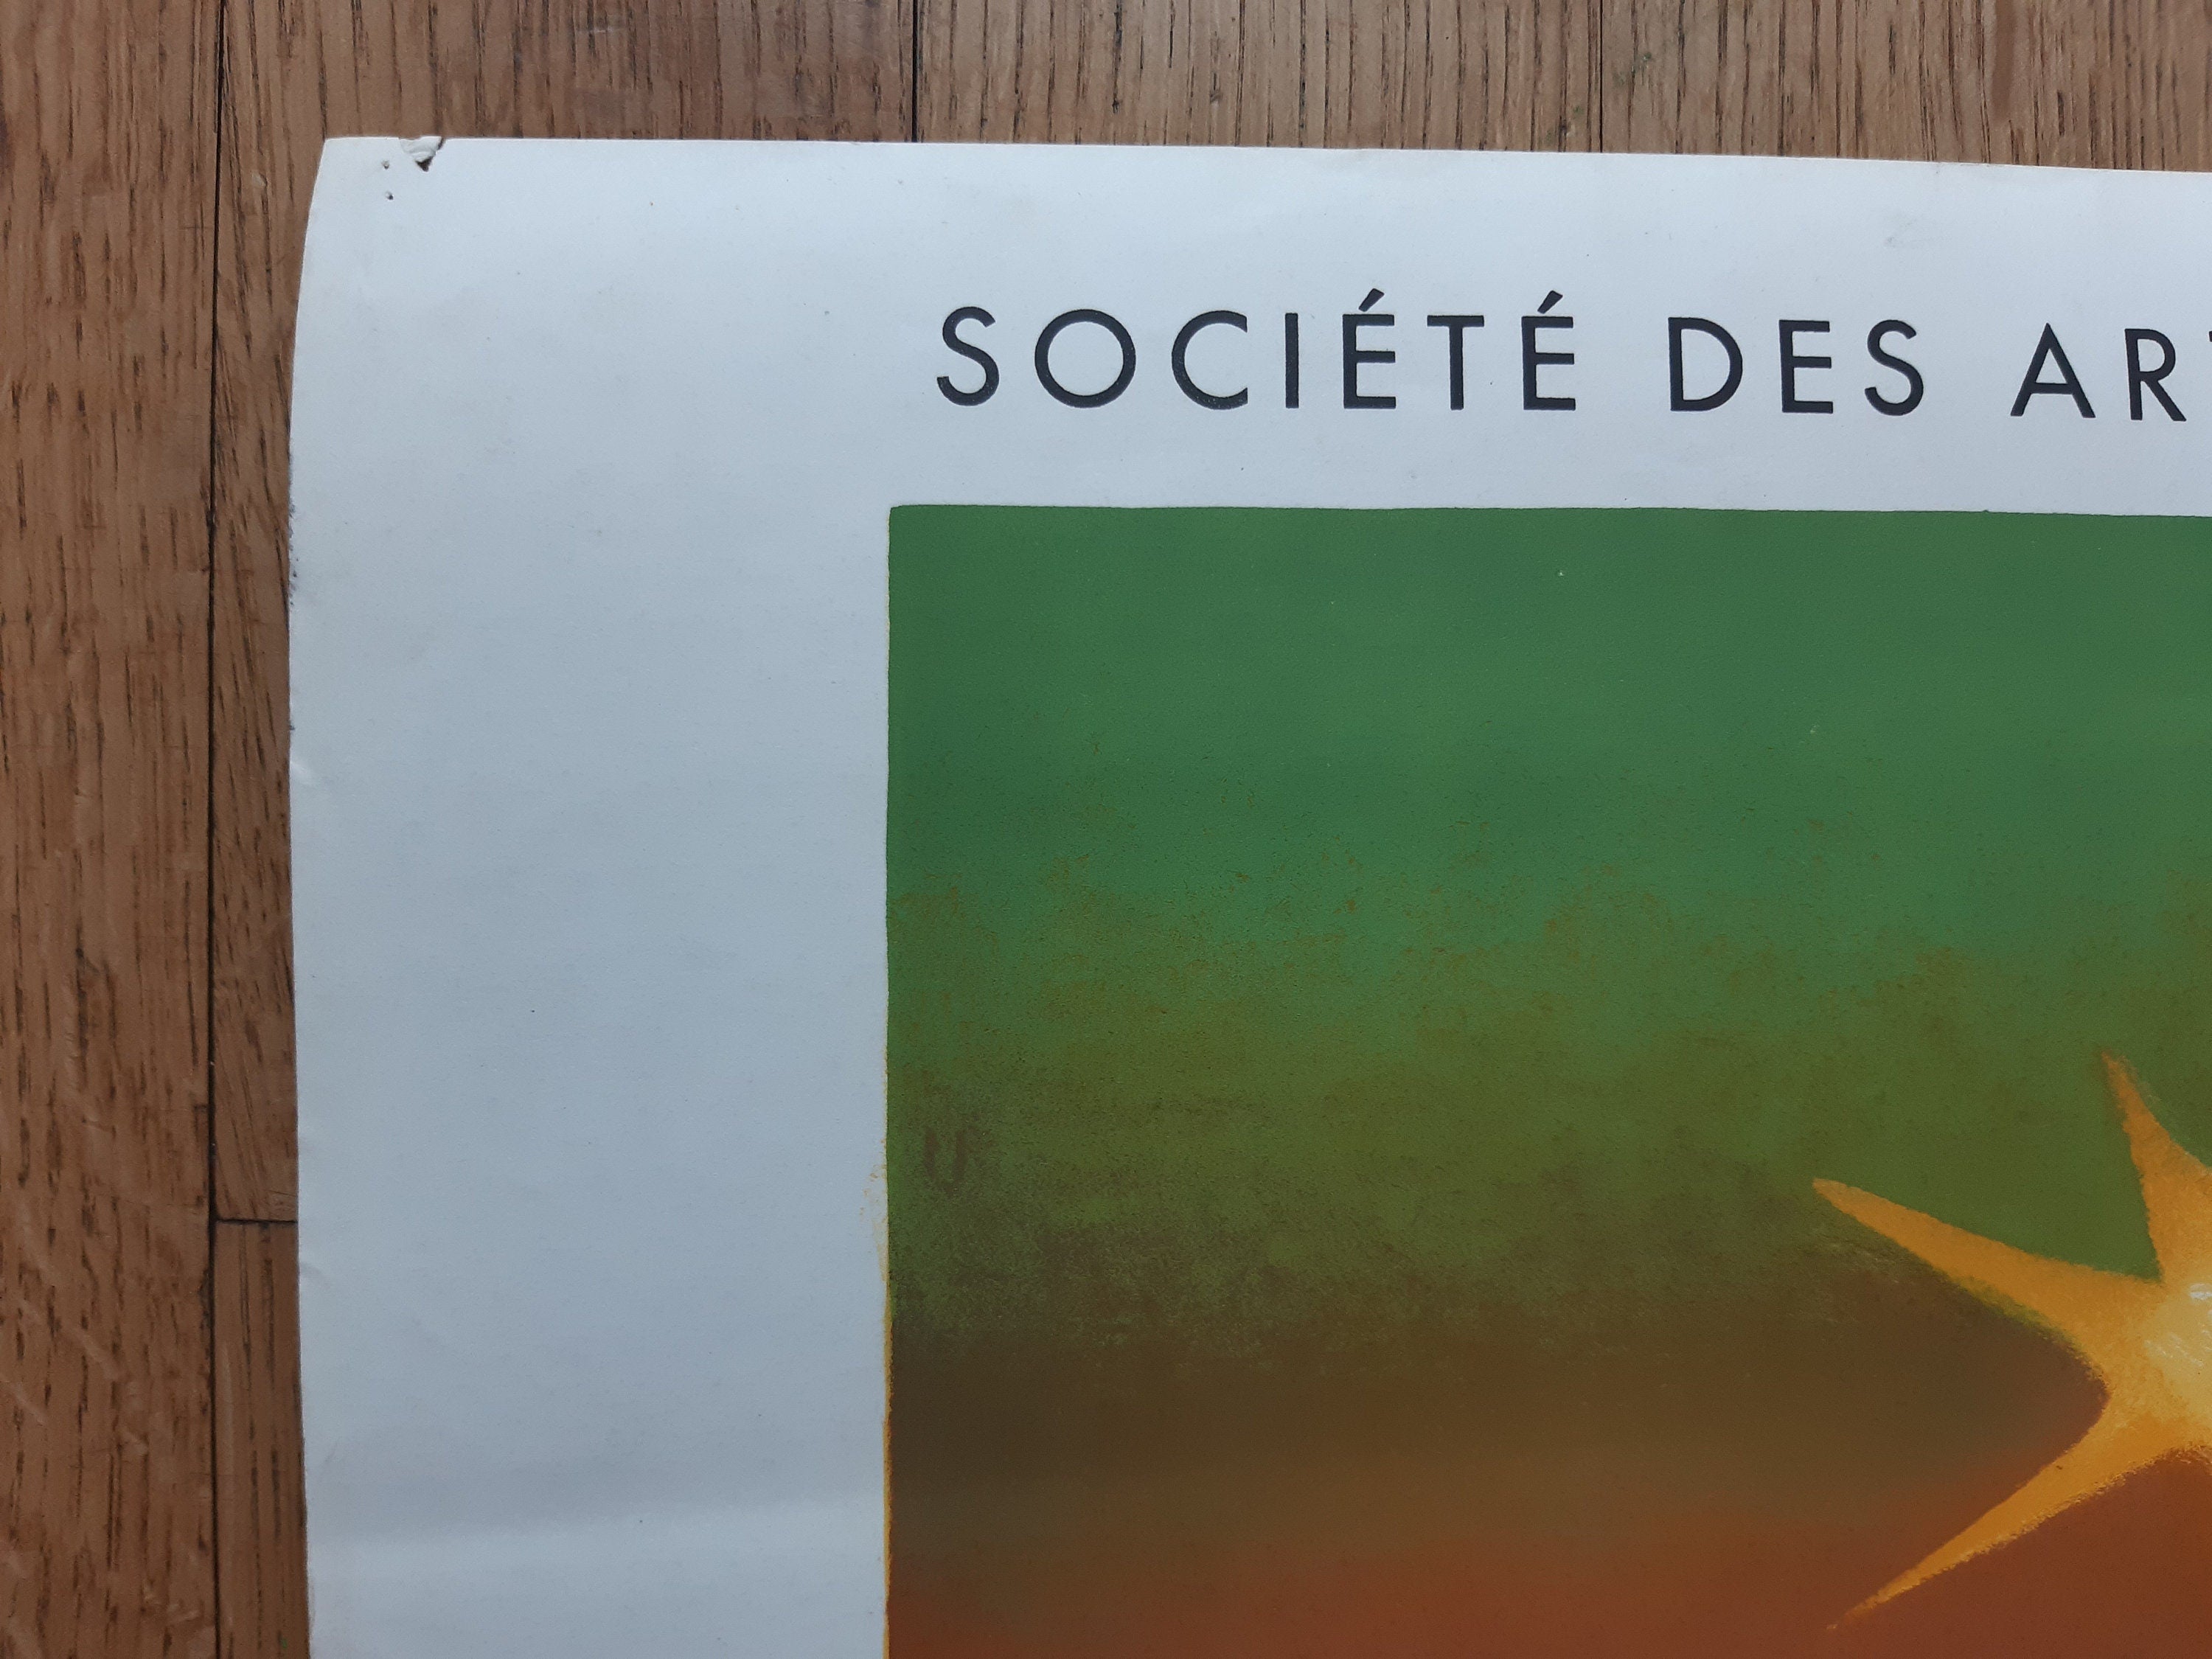 SOCIÉTÉ DES AR